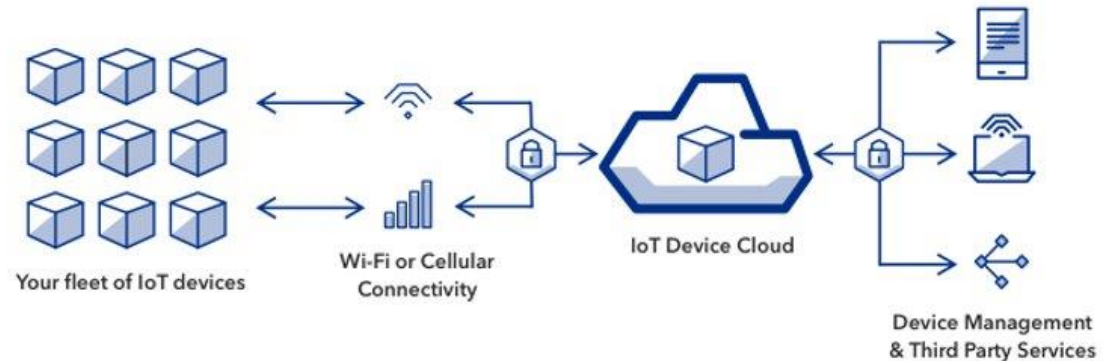 Your fleet of IoT devices
Wi-Fi or Cellular
Connectivity
IoT Device Cloud
Device Management
& Third Party Services